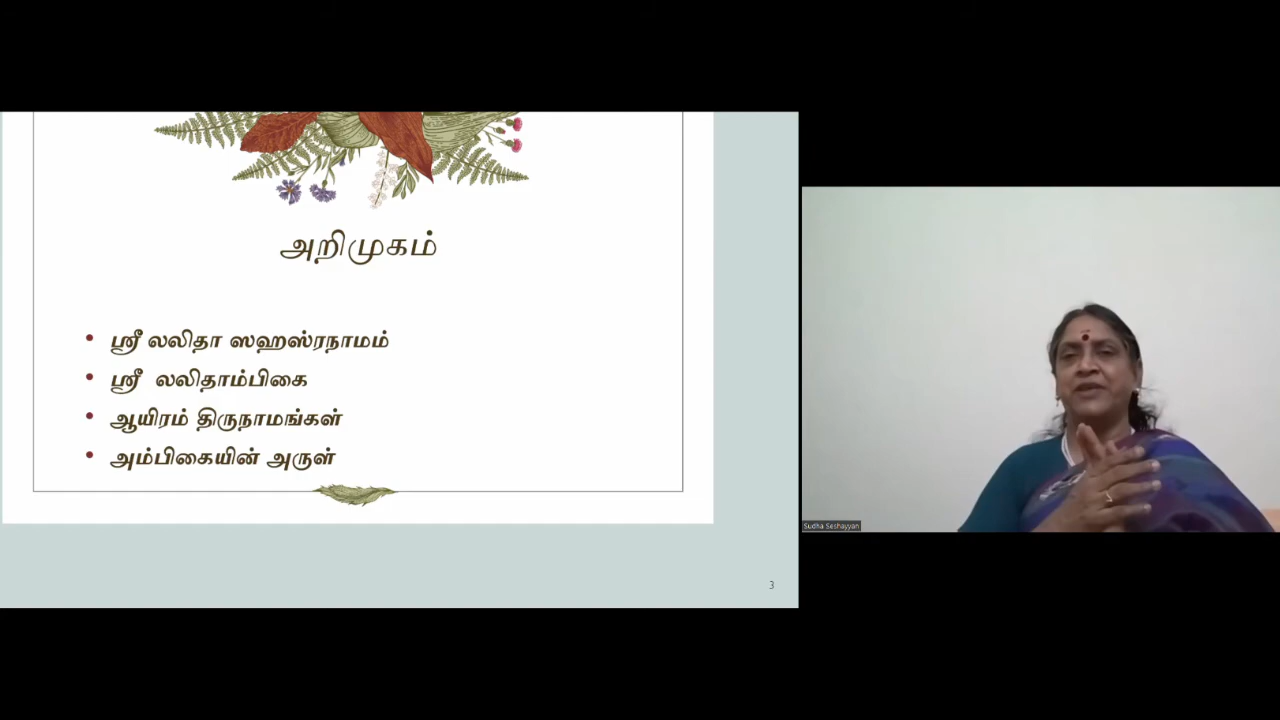 அறிமுகம்
ஸ்ரீ லலிதா ஸஹஸ்ரநாமம்
ஸ்ரீ லலிதாம்பிகை
ஆயிரம் திருநாமங்கள்
அம்பிகையின் அருள்
3
Sudha Seshayyan